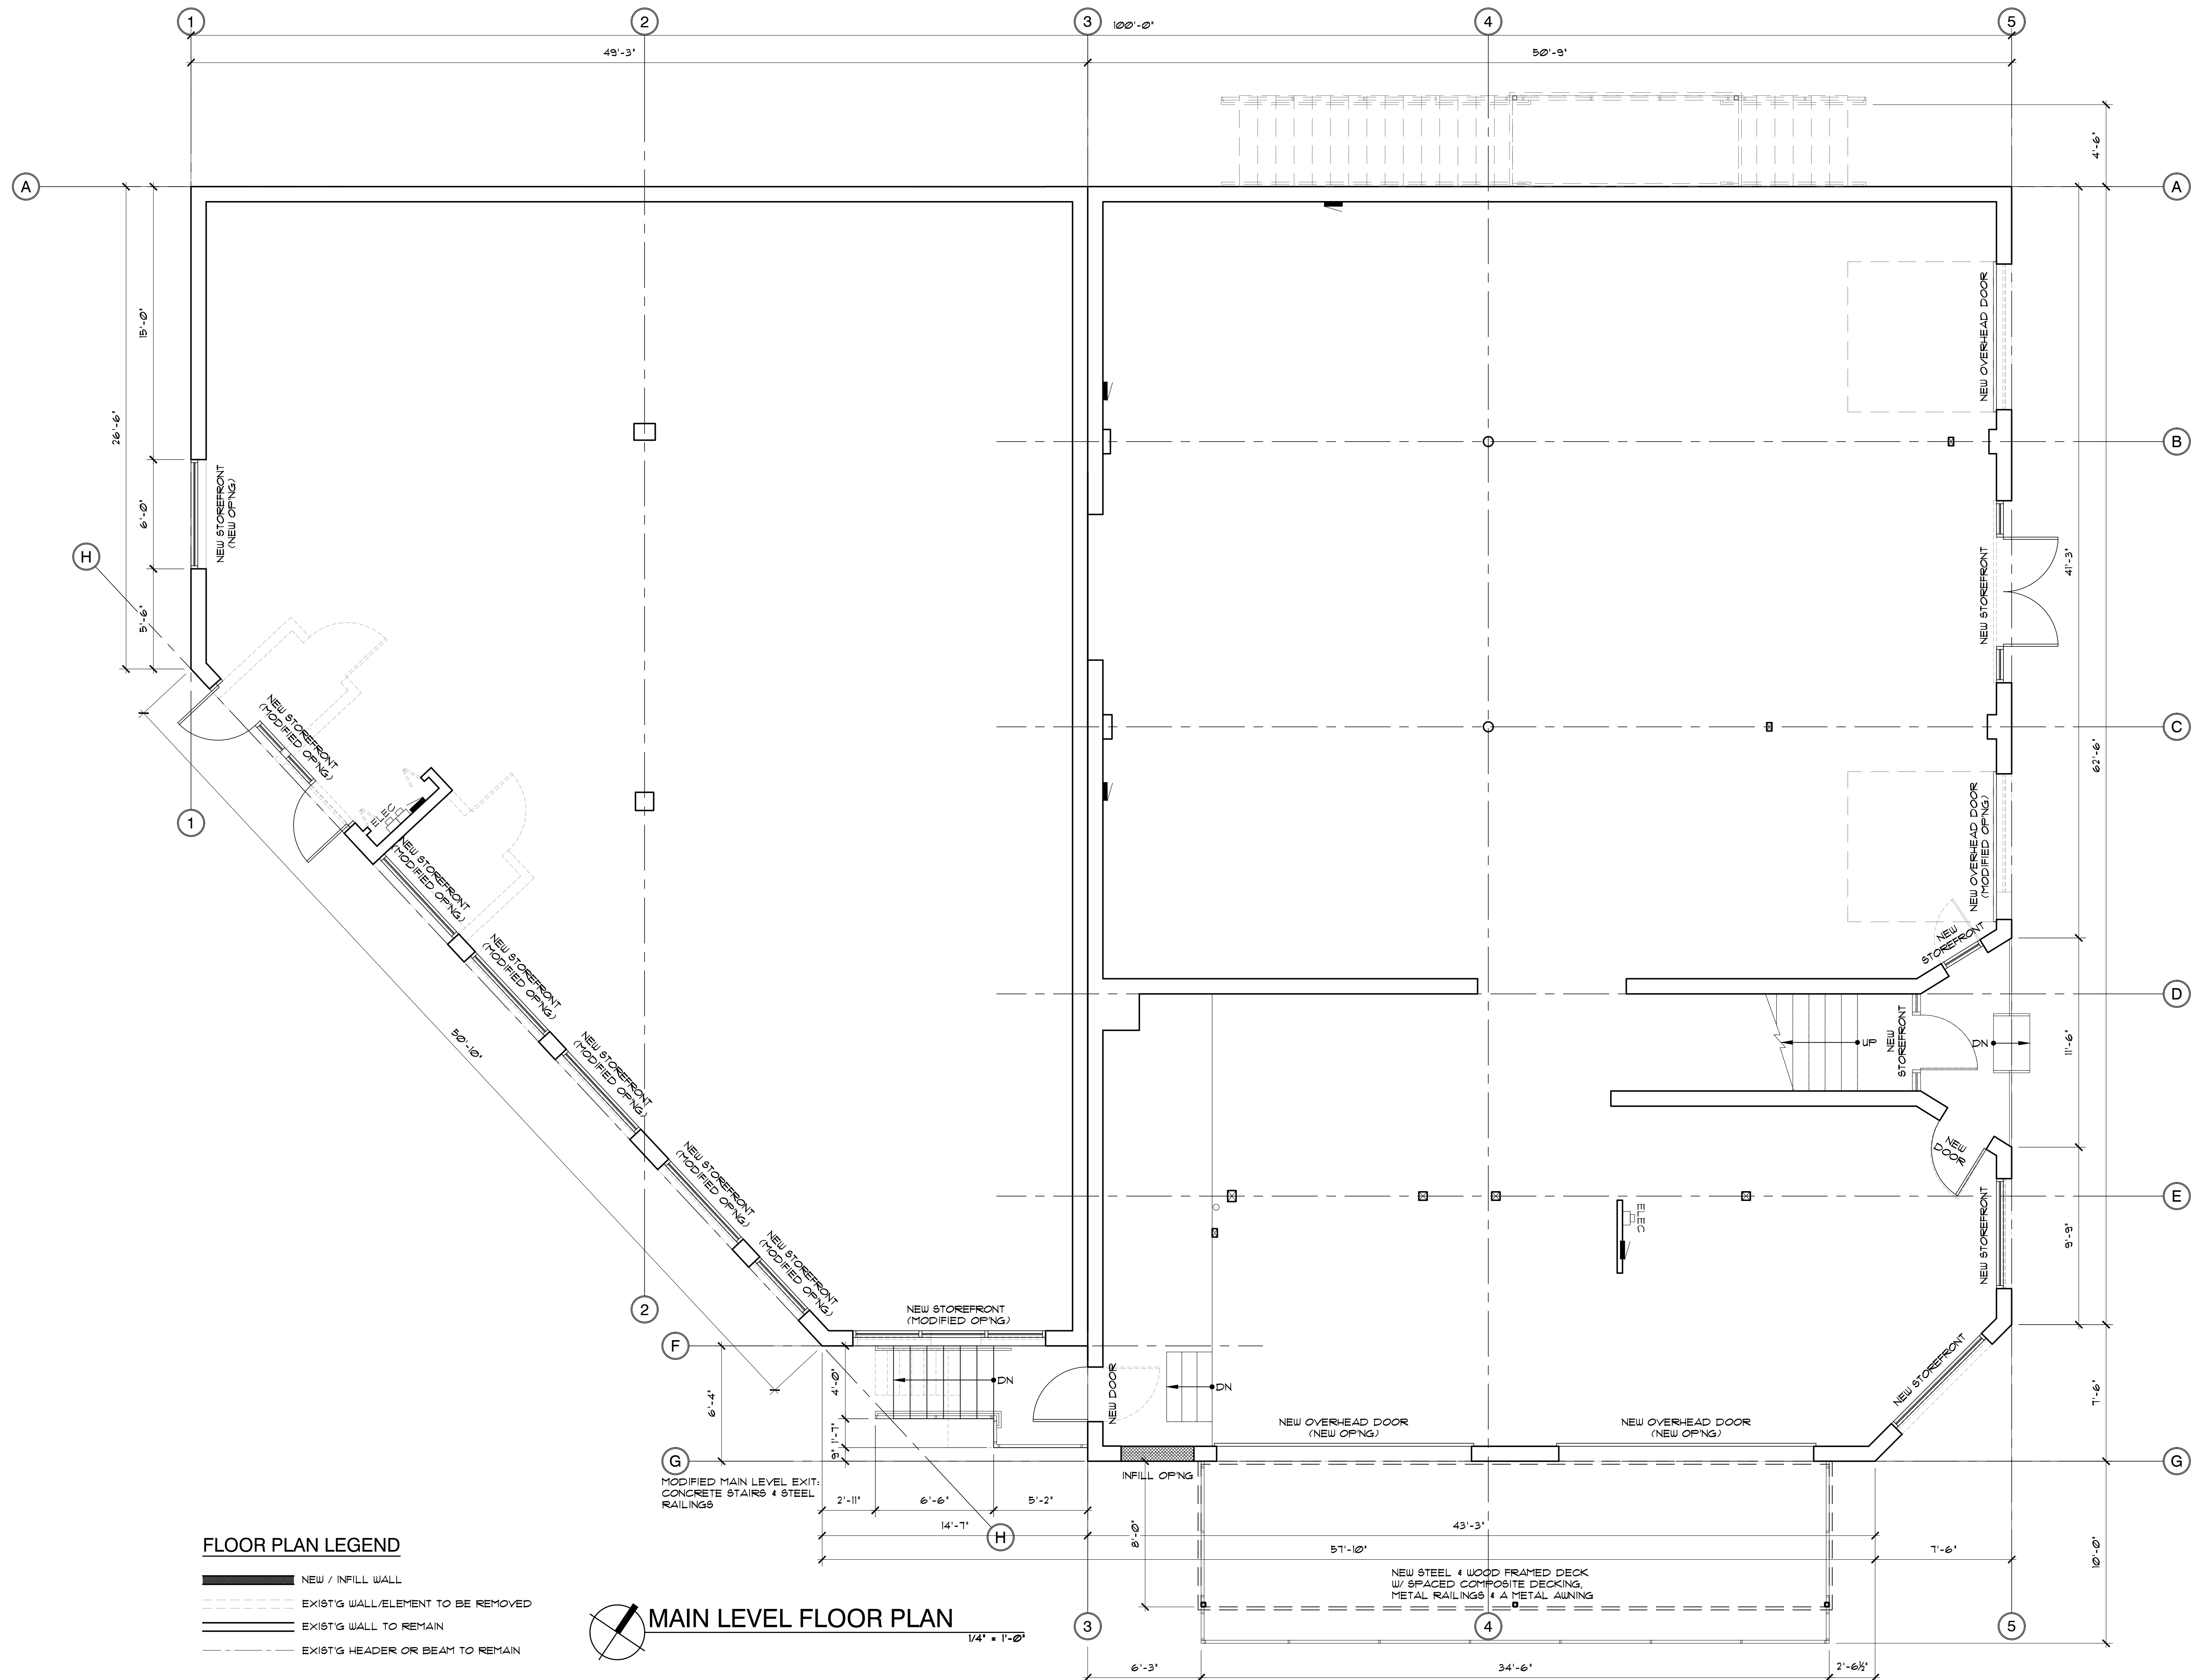 1
2
3
4
5
100'-0"
49'-3"
50'-9"
4'-6"
A
A
15'-0"
26'-6"
6'-0"
5'-6"
H
NEW STOREFRONT
(NEW OP'NG)
NEW OVERHEAD DOOR
B
NEW STOREFRONT
41'-3"
62'-6"
C
NEW STOREFRONT
(MODIFIED OP'NG)
1
ELEC
NEW STOREFRONT
(MODIFIED OP'NG)
NEW OVERHEAD DOOR
(MODIFIED OP'NG)
NEW
STOREFRONT
NEW STOREFRONT
(MODIFIED OP'NG)
D
50'-10"
NEW STOREFRONT
(MODIFIED OP'NG)
UP
NEW
STOREFRONT
DN
11'-6"
NEW
DOOR
NEW STOREFRONT
(MODIFIED OP'NG)
E
ELEC
NEW STOREFRONT
9'-9"
NEW STOREFRONT
(MODIFIED OP'NG)
2
NEW STOREFRONT
(MODIFIED OP'NG)
F
6'-4"
4'-0"
1'-7"
9"
DN
NEW DOOR
DN
NEW STOREFRONT
7'-6"
NEW OVERHEAD DOOR
(NEW OP'NG)
NEW OVERHEAD DOOR
(NEW OP'NG)
G
G
INFILL OP'NG
MODIFIED MAIN LEVEL EXIT:
CONCRETE STAIRS & STEEL
RAILINGS
2'-11"
6'-6"
5'-2"
14'-7"
H
43'-3"
8'-0"
57'-10"
7'-6"
10'-0"
NEW STEEL & WOOD FRAMED DECK
W/ SPACED COMPOSITE DECKING,
METAL RAILINGS & A METAL AWNING
3
4
5
6'-3"
34'-6"
2'-6½"
FLOOR PLAN LEGEND
NEW / INFILL WALL
EXIST'G WALL/ELEMENT TO BE REMOVED
EXIST'G WALL TO REMAIN
EXIST'G HEADER OR BEAM TO REMAIN
MAIN LEVEL FLOOR PLAN
1/4" = 1'-0"